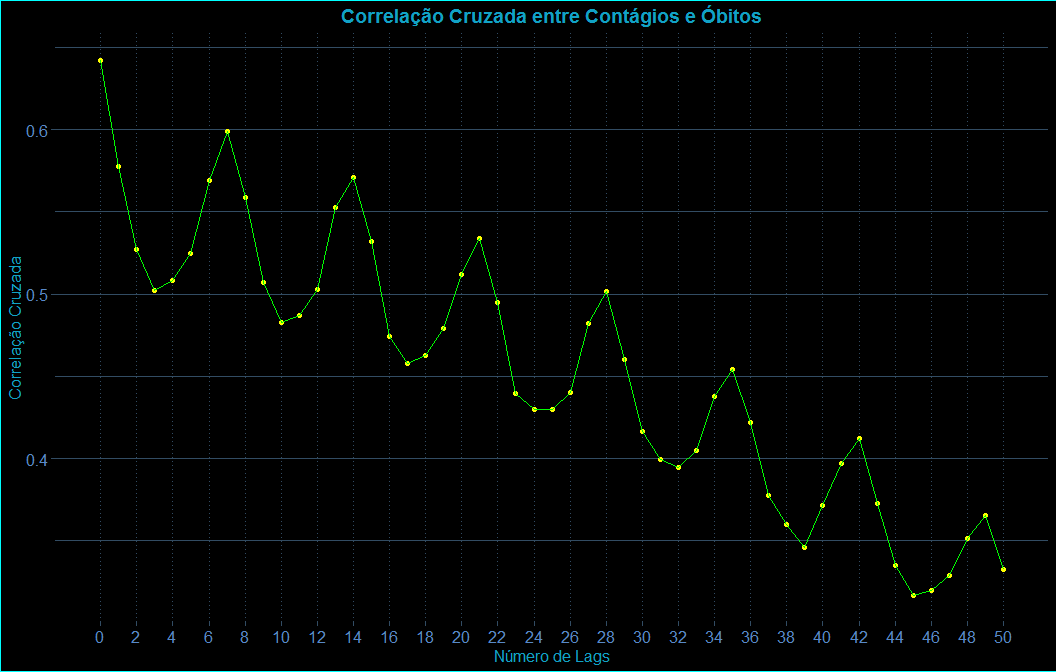 Correlação Cruzada entre Contágios e Óbitos
Correlação Cruzada
0.6
0.5
0.4
0 2 4 6 8 10 12 14 16 18 20 22 24 26 28 30 32 34 36 38 40 42 44 46 48 50
Número de Lags